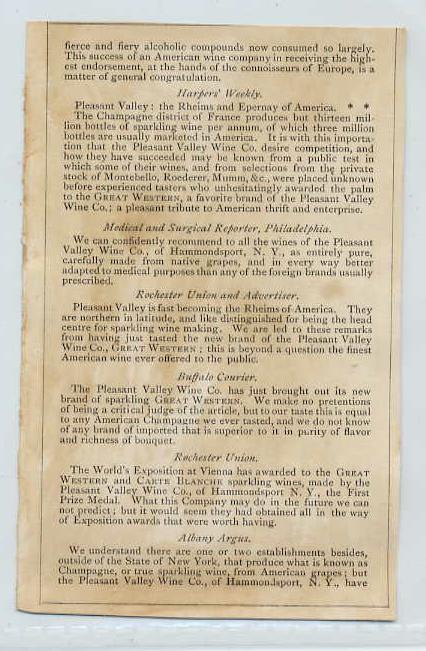 fierce and fiery alcoholic compounds now consumed so largely.
This success of an American wine company in receiving the high-
est endorsement, at the hands of the connoisseurs of Europe, is a
matter of general congratulation.
Harpers' Weekly.
Pleasant Valley: the Rheims and Epernay of America. * *
The Champagne district of France produces but thirteen mil-
lion bottles of sparkling wine per annum, of which three million
bottles are usually marketed in America. It is with this importa-
tion that the Pleasant Valley Wine Co. desire competition, and
how they have succeeded may be known from a public test in
which some of their wines, and from selections from the private
stock of Montebello, Roederer, Mumm, &c., were placed unknown
before experienced tasters who unhesitatingly awarded the palm
to the GREAT WESTERN, a favorite brand of the Pleasant Valley
Wine Co.; a pleasant tribute to American thrift and enterprise.
Medical and Surgical Reporter, Philadelphia.
We can confidently recommend to all the wines of the Pleasant
Valley Wine Co., of Hammondsport, N. Y., as entirely pure,
carefully made from native grapes, and in every way better
adapted to medical purposes than any of the foreign brands usually
prescribed.
Rochester Union and Advertiser.
Pleasant Valley is fast becoming the Rheims of America. They
are northern in latitude, and like distinguished for being the head
centre for sparkling wine making. We are led to these remarks
from having just tasted the new brand of the Pleasant Valley
Wine Co., GREAT WESTERN; this is beyond a question the finest
American wine ever offered to the public.
Buffalo Courier.
The Pleasant Valley Wine Co. has just brought out its new
brand of sparkling GREAT WESTERN. We make no pretentions
of being a critical judge of the article, but to our taste this is equal
to any American Champagne we ever tasted, and we do not know
of any brand of imported that is superior to it in purity of flavor
and richness of bouquet.
Rochester Union.
The World's Exposition at Vienna has awarded to the GREAT
WESTERN and CARTE BLANCHE sparkling wines, made by the
Pleasant Valley Wine Co., of Hammondsport N. Y., the First
Prize Medal. What this Company may do in the future we can
not predict; but it would seem they had obtained all in the way
of Exposition awards that were worth having.
Albany Argus.
We understand there are one or two establishments besides,
outside of the State of New York, that produce what is known as
Champagne, or true sparkling wine, from American grapes; but
the Pleasant Valley Wine Co., of Hammondsport, N. Y., have